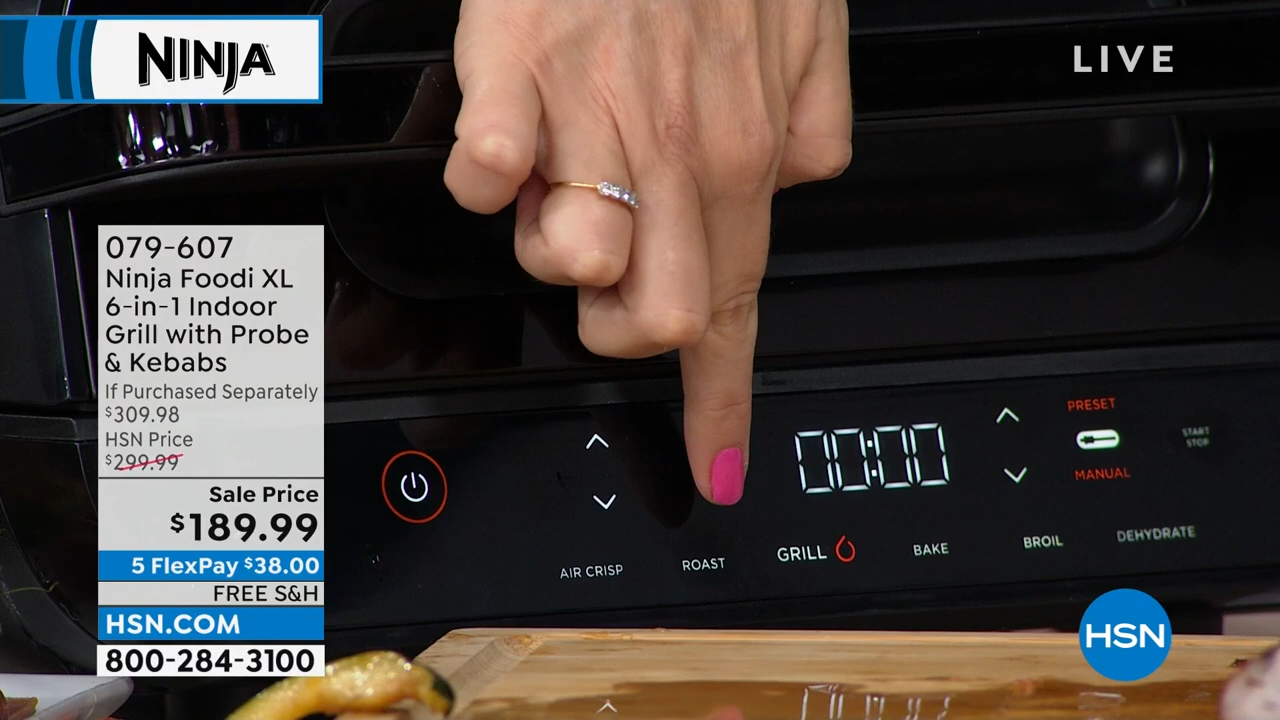 NINJA
LIVE
079-607
Ninja Foodi XL
6-in-1 Indoor
Grill with Probe
& Kebabs
If Purchased Separately
$309.98
HSN Price
$299.99
Sale Price
$189.99
5 FlexPay $38.00
FREE S&H
HSN.COM
800-284-3100
00:00
PRESET
MANUAL
START
STOP
AIR CRISP
ROAST
GRILL
BAKE
BROIL
DEHYDRATE
HSN